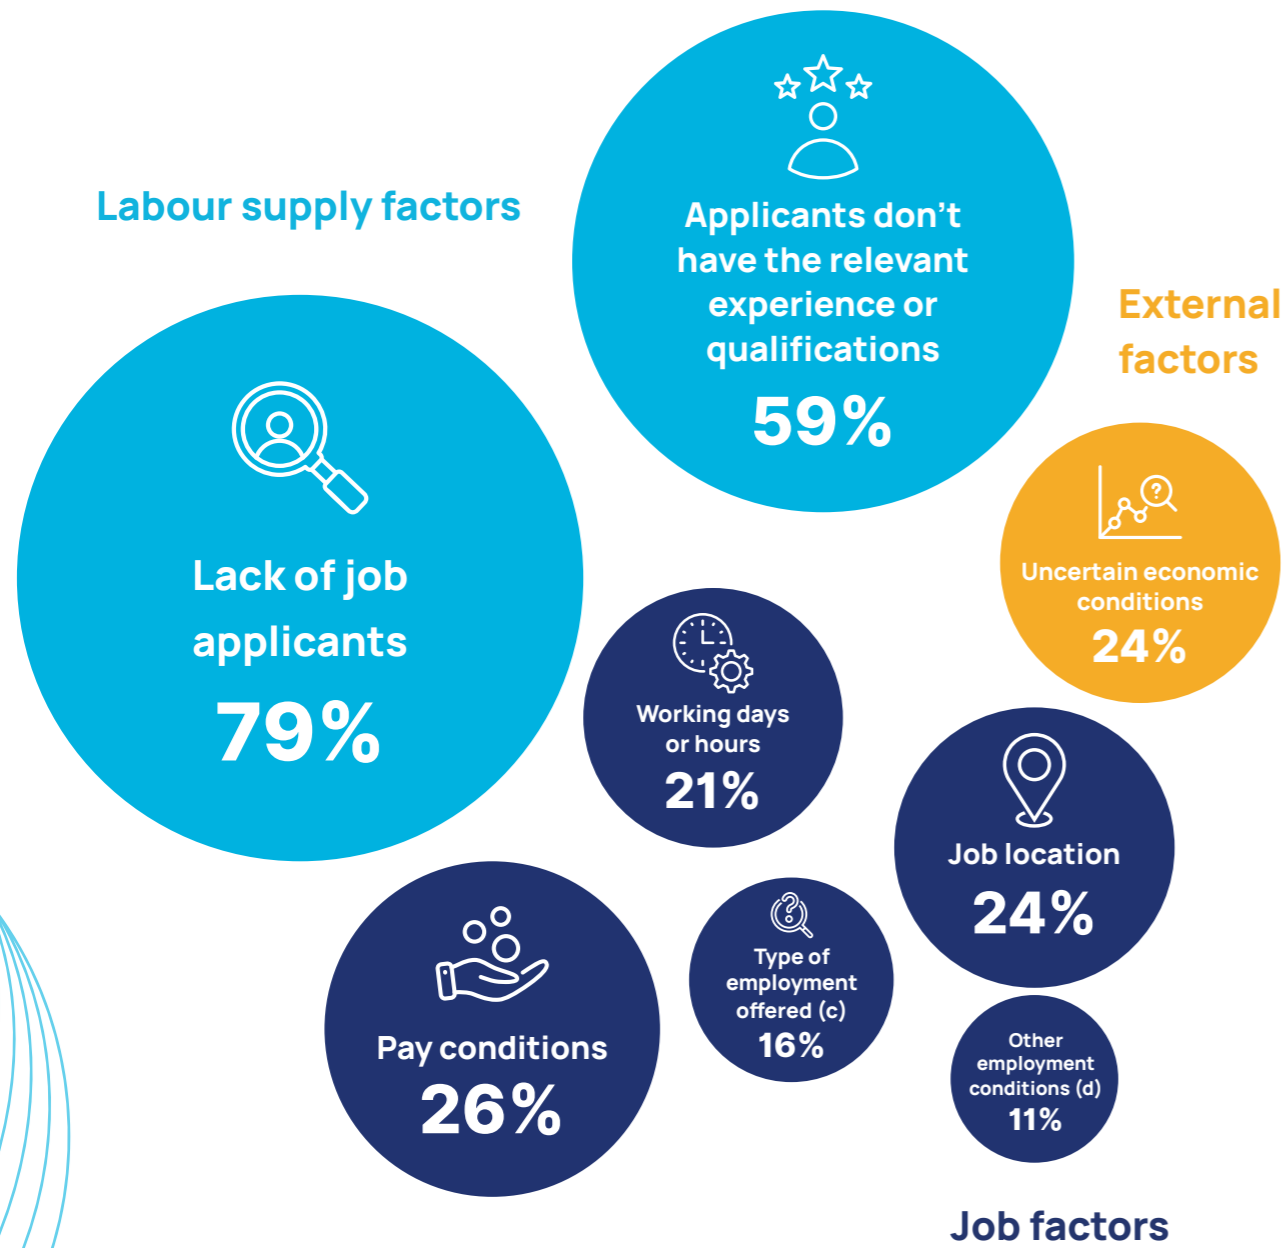 Labour supply factors
Applicants don't
have the relevant
experience or
qualifications
59%
External
factors
Lack of job
applicants
79%
Uncertain economic
conditions
24%
Working days
or hours
21%
Job location
24%
Pay conditions
26%
Type of
employment
offered (c)
16%
Other
employment
conditions (d)
11%
Job factors